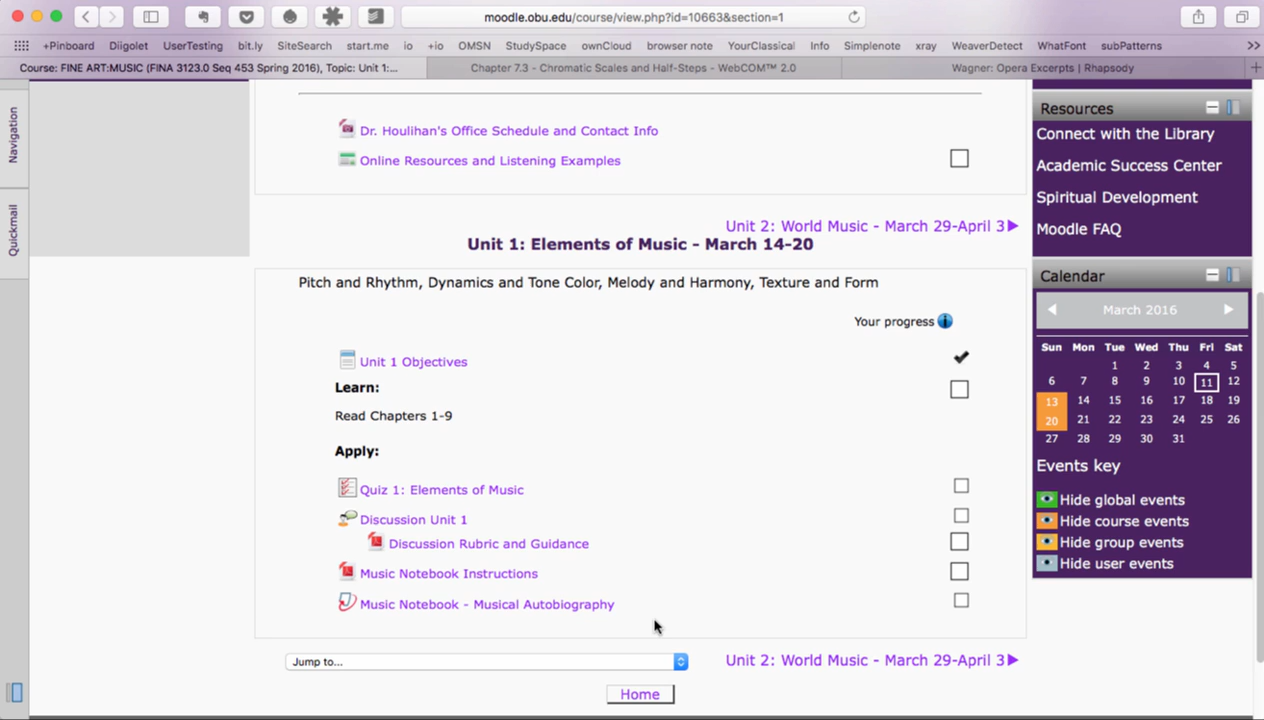 moodle.obu.edu/course/view.php?id=10663&section=1
+Pinboard Diigolet UserTesting bit.ly SiteSearch start.me io +io OMSN StudySpace ownCloud browser note YourClassical Info Simplenote xray WeaverDetect WhatFont subPatterns >>
Course: FINE ART:MUSIC (FINA 3123.0 Seq 453 Spring 2016), Topic: Unit 1:...
Chapter 7.3 - Chromatic Scales and Half-Steps - WebCOM™ 2.0
Wagner: Opera Excerpts | Rhapsody
Navigation
Quickmail
Dr. Houlihan's Office Schedule and Contact Info
Online Resources and Listening Examples
Unit 2: World Music - March 29-April 3▶
Unit 1: Elements of Music - March 14-20
Pitch and Rhythm, Dynamics and Tone Color, Melody and Harmony, Texture and Form
Your progress
Unit 1 Objectives
Learn:
Read Chapters 1-9
Apply:
Quiz 1: Elements of Music
Discussion Unit 1
Discussion Rubric and Guidance
Music Notebook Instructions
Music Notebook - Musical Autobiography
Jump to...
Unit 2: World Music - March 29-April 3▶
Home
Resources
Connect with the Library
Academic Success Center
Spiritual Development
Moodle FAQ
Calendar
◀ March 2016 ▶
Sun Mon Tue Wed Thu Fri Sat
1 2 3 4 5
6 7 8 9 10 11 12
13 14 15 16 17 18 19
20 21 22 23 24 25 26
27 28 29 30 31
Events key
Hide global events
Hide course events
Hide group events
Hide user events